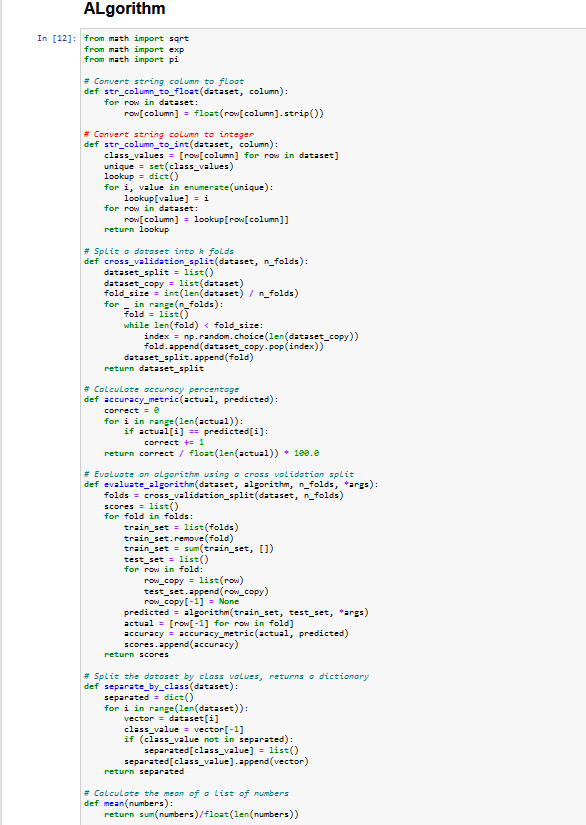 ALgorithm
In [12]: from math import sqrt
from math import exp
from math import pi
# Convert string column to float
def str_column_to_float(dataset, column):
    for row in dataset:
        row[column] = float(row[column].strip())
# Convert string column to integer
def str_column_to_int(dataset, column):
    class_values = [row[column] for row in dataset]
    unique = set(class_values)
    lookup = dict()
    for i, value in enumerate(unique):
        lookup[value] = i
    for row in dataset:
        row[column] = lookup[row[column]]
    return lookup
# Split a dataset into k folds
def cross_validation_split(dataset, n_folds):
    dataset_split = list()
    dataset_copy = list(dataset)
    fold_size = int(len(dataset) / n_folds)
    for _ in range(n_folds):
        fold = list()
        while len(fold) < fold_size:
            index = np.random.choice(len(dataset_copy))
            fold.append(dataset_copy.pop(index))
        dataset_split.append(fold)
    return dataset_split
# Calculate accuracy percentage
def accuracy_metric(actual, predicted):
    correct = 0
    for i in range(len(actual)):
        if actual[i] == predicted[i]:
            correct += 1
    return correct / float(len(actual)) * 100.0
# Evaluate an algorithm using a cross validation split
def evaluate_algorithm(dataset, algorithm, n_folds, *args):
    folds = cross_validation_split(dataset, n_folds)
    scores = list()
    for fold in folds:
        train_set = list(folds)
        train_set.remove(fold)
        train_set = sum(train_set, [])
        test_set = list()
        for row in fold:
            row_copy = list(row)
            test_set.append(row_copy)
            row_copy[-1] = None
        predicted = algorithm(train_set, test_set, *args)
        actual = [row[-1] for row in fold]
        accuracy = accuracy_metric(actual, predicted)
        scores.append(accuracy)
    return scores
# Split the dataset by class values, returns a dictionary
def separate_by_class(dataset):
    separated = dict()
    for i in range(len(dataset)):
        vector = dataset[i]
        class_value = vector[-1]
        if (class_value not in separated):
            separated[class_value] = list()
        separated[class_value].append(vector)
    return separated
# Calculate the mean of a list of numbers
def mean(numbers):
    return sum(numbers)/float(len(numbers))